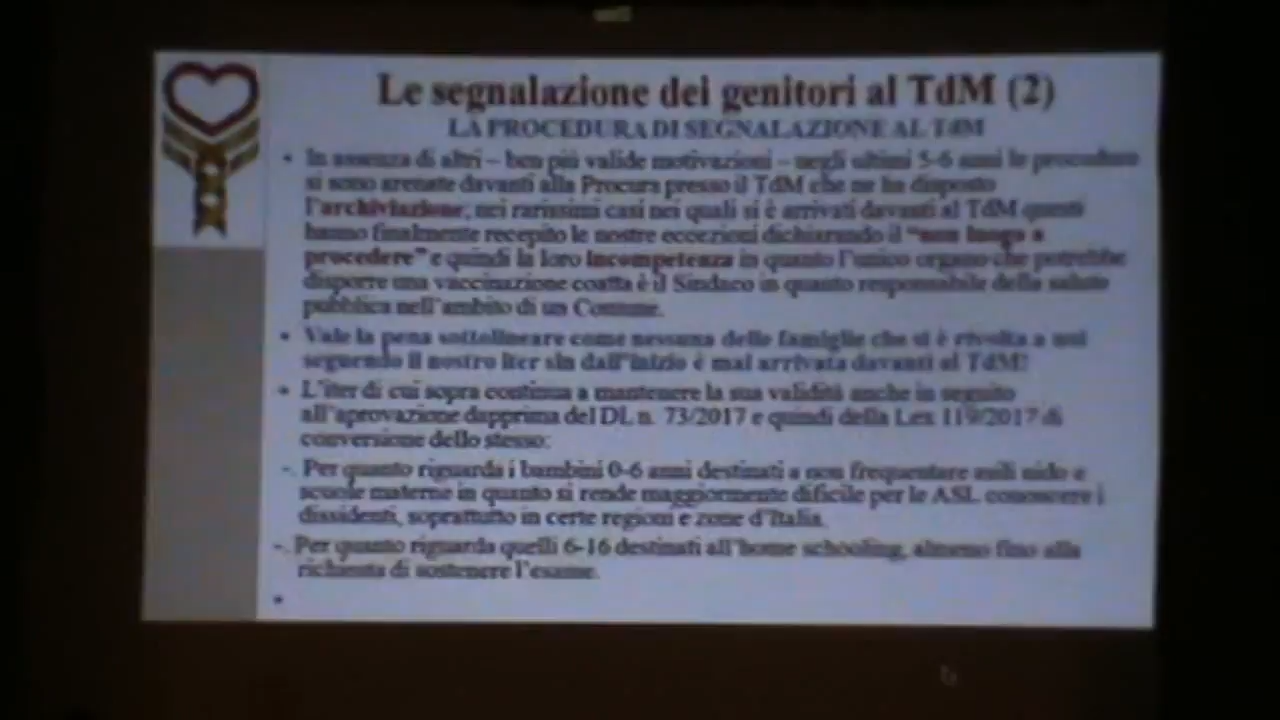 Le segnalazione dei genitori al TdM (2)
LA PROCEDURA DI SEGNALAZIONE AL TdM
• In assenza di altri – ben più valide motivazioni – negli ultimi 5-6 anni le procedure
si sono arenate davanti alla Procura presso il TdM che ne ha disposto
l'archiviazione; nei rarissimi casi nei quali si è arrivati davanti al TdM questi
hanno finalmente recepito le nostre eccezioni dichiarando il "non luogo a
procedere" e quindi la loro incompetenza in quanto l'unico organo che potrebbe
disporre una vaccinazione coatta è il Sindaco in quanto responsabile della salute
pubblica nell'ambito di un Comune.
• Vale la pena sottolineare come nessuna delle famiglie che si è rivolta a noi
seguendo il nostro iter sin dall'inizio è mai arrivata davanti al TdM!
• L'iter di cui sopra continua a mantenere la sua validità anche in seguito
all'aprovazione dapprima del DL n. 73/2017 e quindi della Lex 119/2017 di
conversione dello stesso:
-. Per quanto riguarda i bambini 0-6 anni destinati a non frequentare asili nido e
scuole materne in quanto si rende maggiormente dificile per le ASL conoscere i
dissidenti, soprattutto in certe regioni e zone d'Italia.
-. Per quanto riguarda quelli 6-16 destinati all'home schooling, almeno fino alla
richiesta di sostenere l'esame.
•